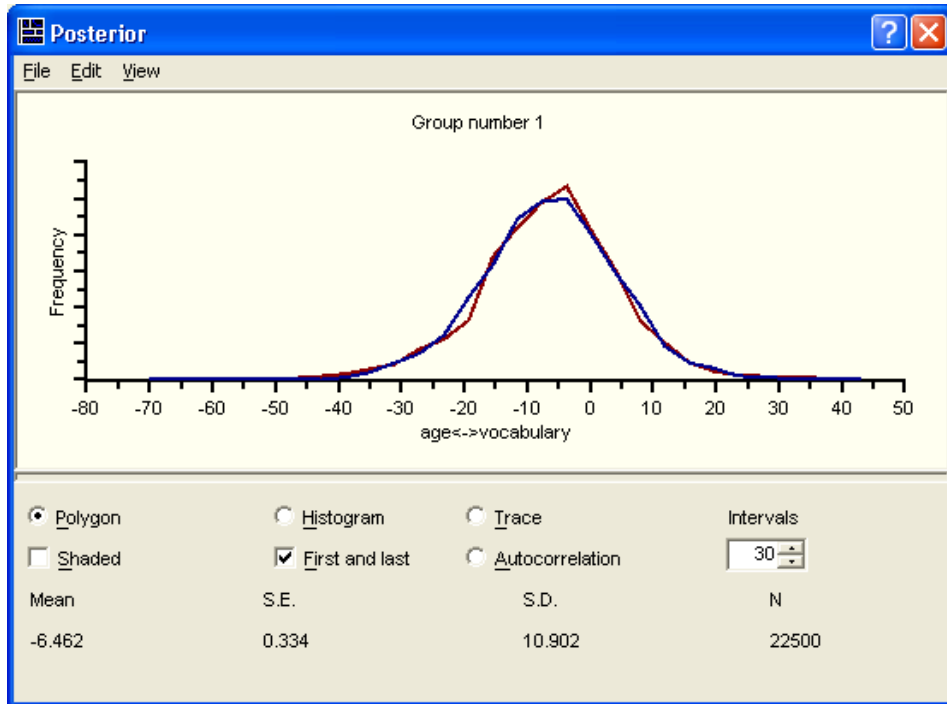 Posterior
File Edit View
Group number 1
Frequency
-80 -70 -60 -50 -40 -30 -20 -10 0 10 20 30 40 50
age<->vocabulary
Polygon Histogram Trace Intervals
Shaded First and last Autocorrelation 30
Mean S.E. S.D. N
-6.462 0.334 10.902 22500